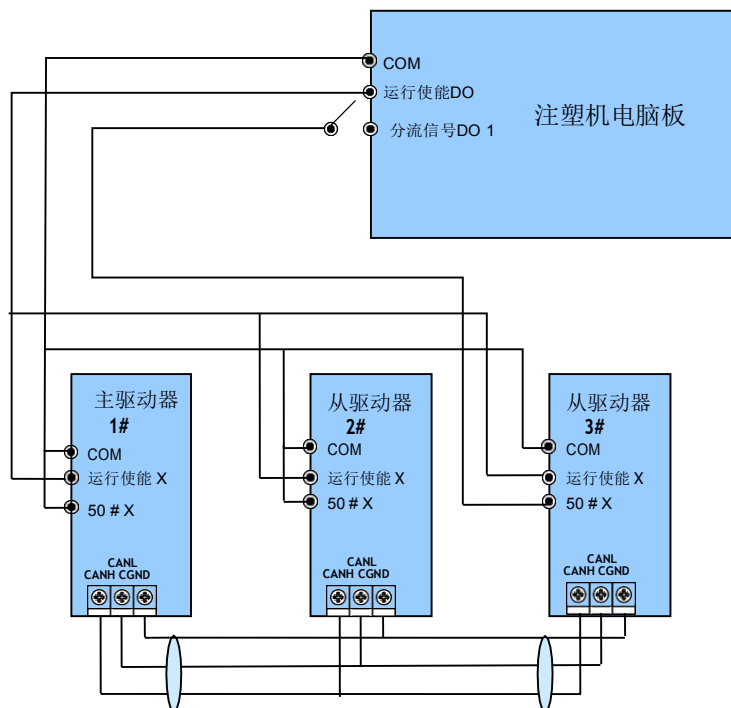 COM
运行使能DO
分流信号DO 1
注塑机电脑板
主驱动器
1#
COM
运行使能 X
50 # X
CANL
CANH CGND
从驱动器
2#
COM
运行使能 X
50 # X
CANL
CANH CGND
从驱动器
3#
COM
运行使能 X
50 # X
CANL
CANH CGND